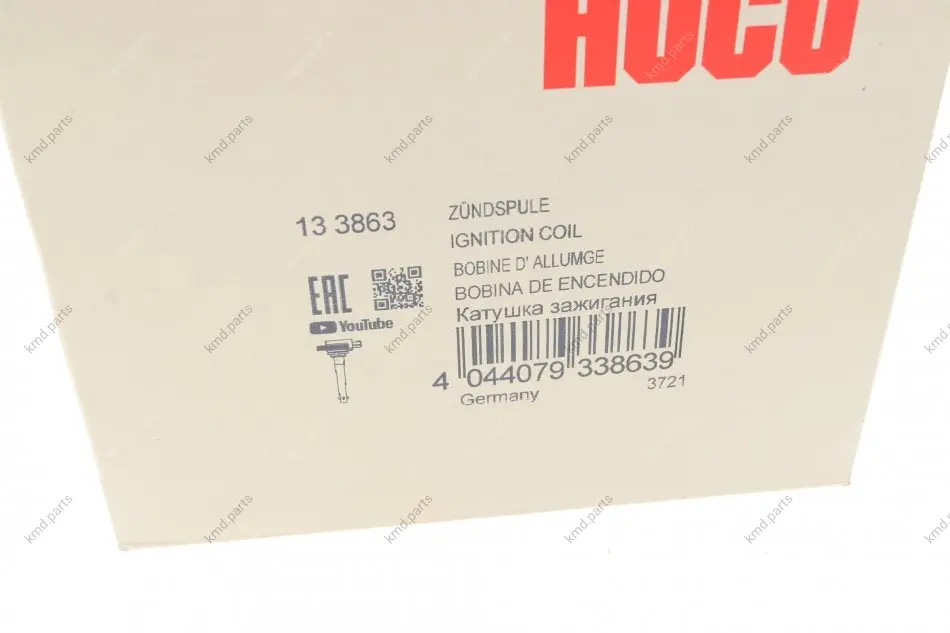 HUCO
13 3863
ZÜNDSPULE
IGNITION COIL
BOBINE D' ALLUMGE
BOBINA DE ENCENDIDO
Катушка зажигания
EAC
YouTube
4 044079 338639
Germany
3721
kmd.parts